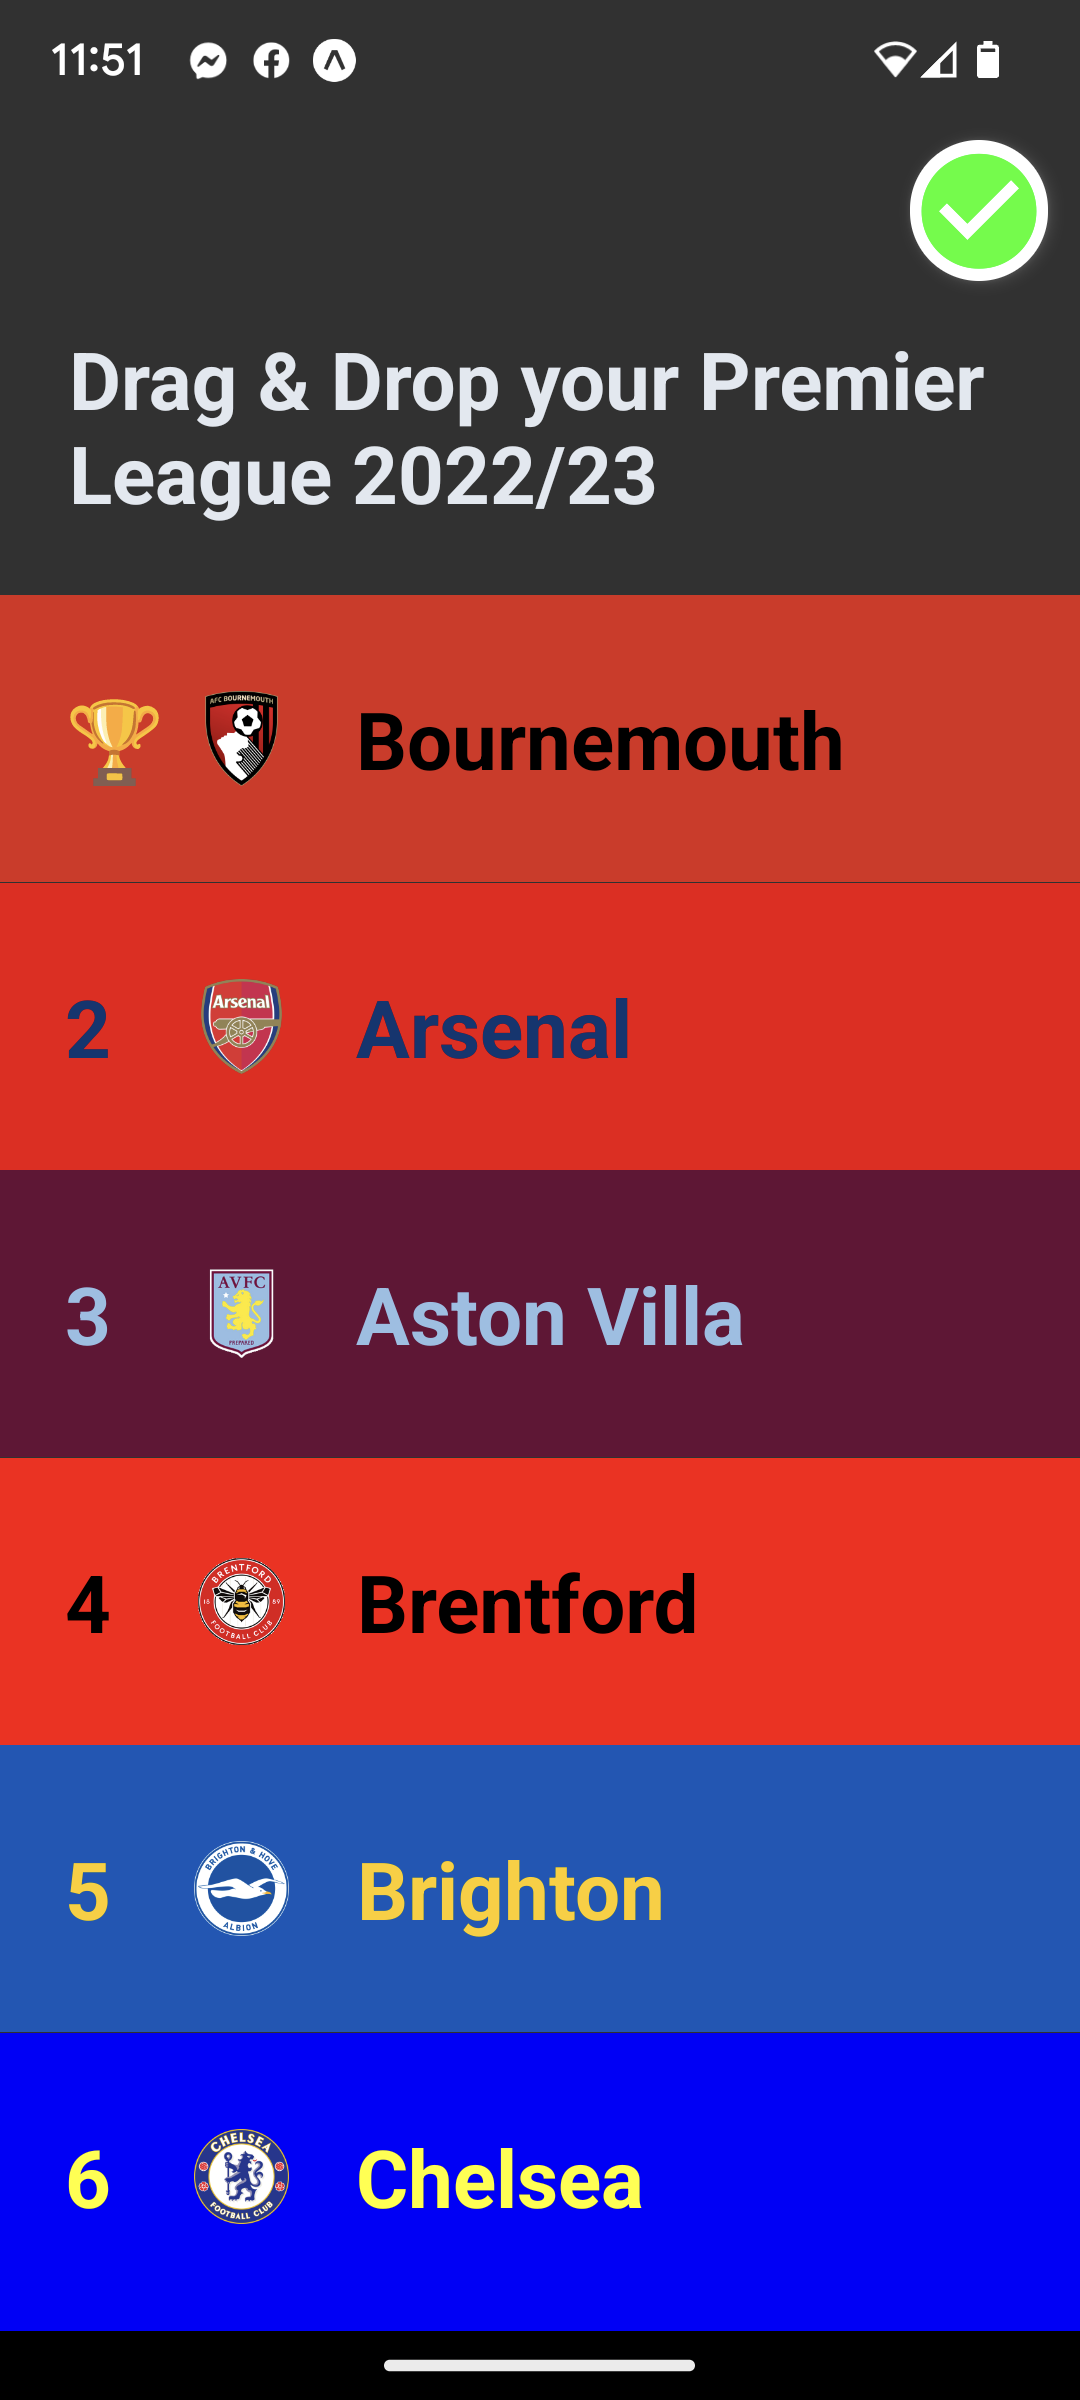 11:51
Drag & Drop your Premier
League 2022/23
AFC BOURNEMOUTH
Bournemouth
2
Arsenal
Arsenal
3
AVFC
PREPARED
Aston Villa
4
BRENTFORD
18 89
FOOTBALL CLUB
Brentford
5
BRIGHTON & HOVE
ALBION
Brighton
6
CHELSEA
FOOTBALL CLUB
Chelsea